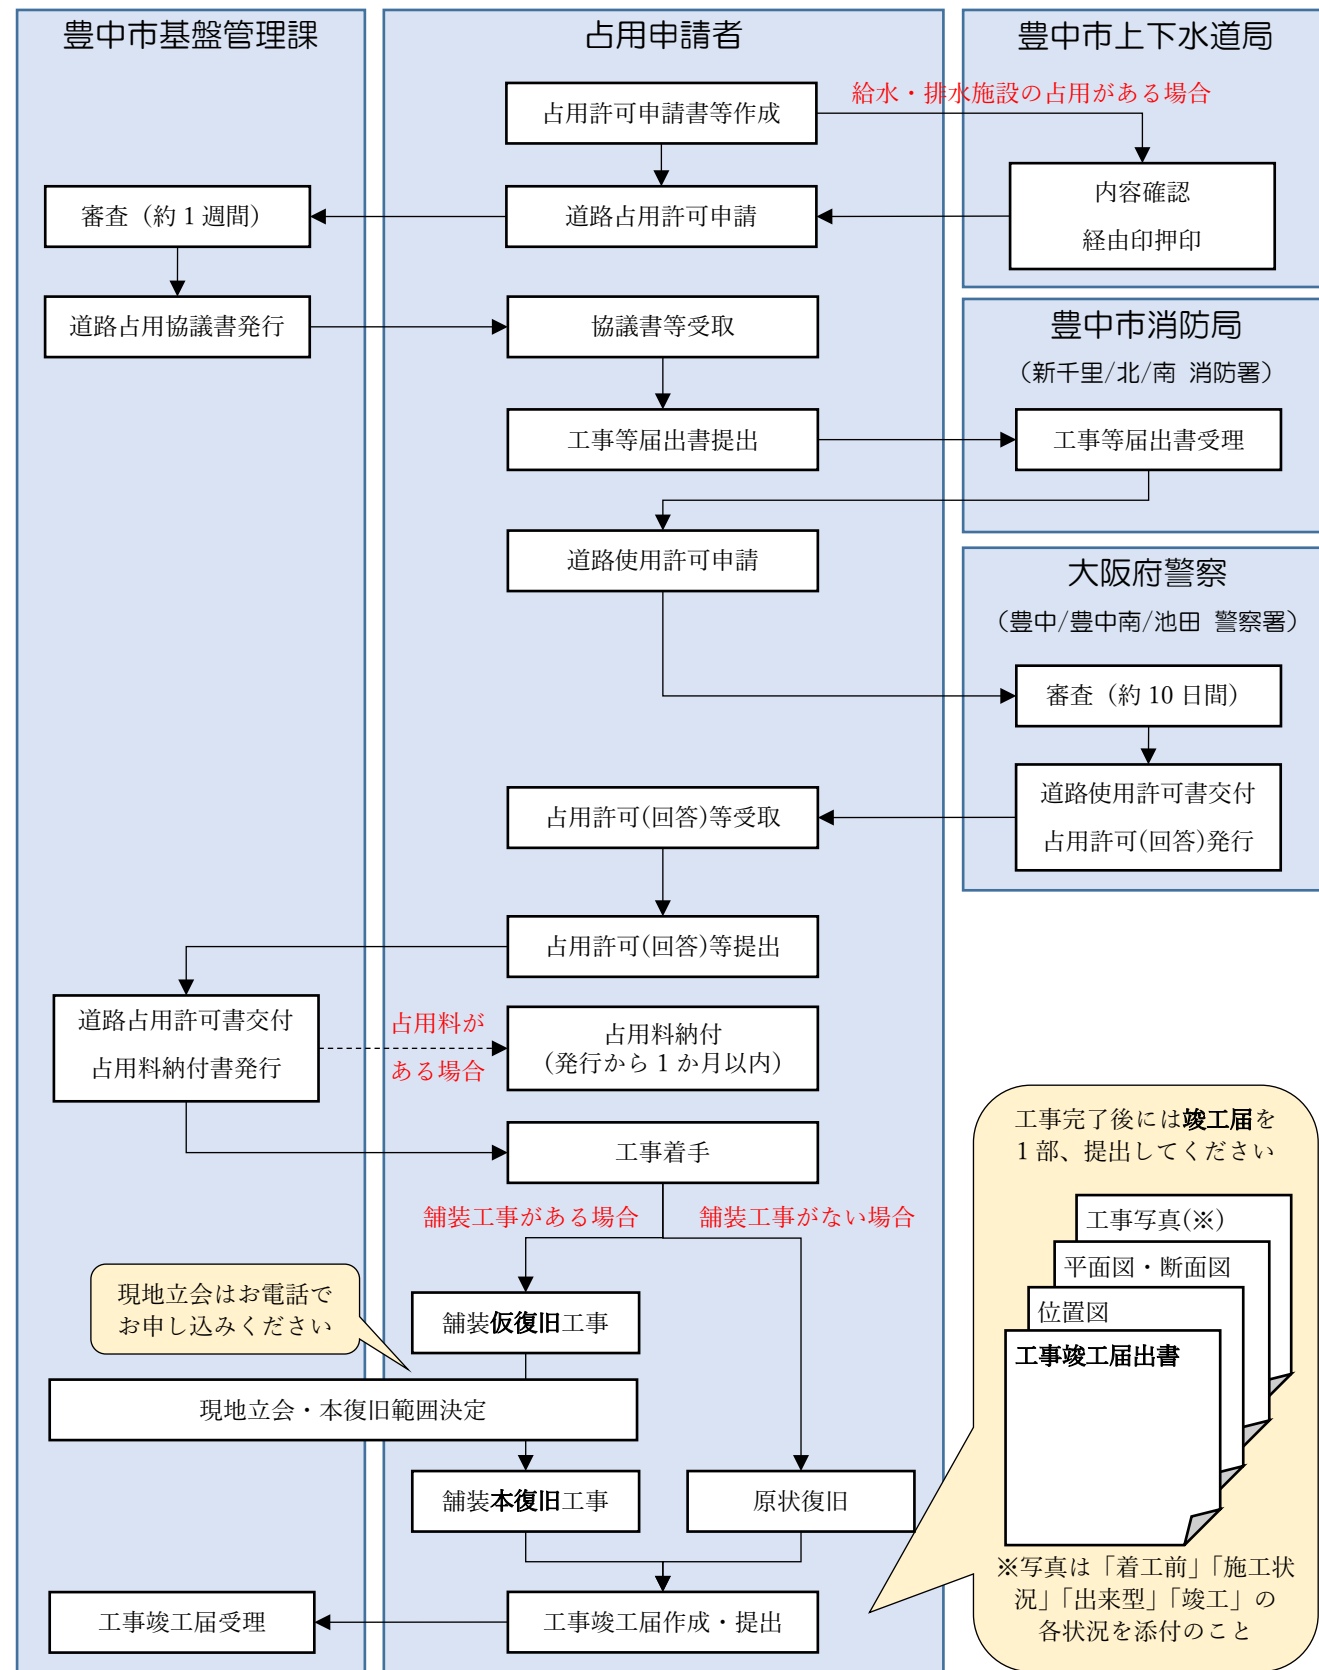 豊中市基盤管理課
占用申請者
豊中市上下水道局
占用許可申請書等作成
給水・排水施設の占用がある場合
内容確認
経由印押印
審査（約 1 週間）
道路占用許可申請
道路占用協議書発行
協議書等受取
豊中市消防局
（新千里/北/南 消防署）
工事等届出書提出
工事等届出書受理
道路使用許可申請
大阪府警察
（豊中/豊中南/池田 警察署）
審査（約 10 日間）
道路使用許可書交付
占用許可(回答)発行
占用許可(回答)等受取
占用許可(回答)等提出
道路占用許可書交付
占用料納付書発行
占用料が
ある場合
占用料納付
（発行から 1 か月以内）
工事着手
舗装工事がある場合
舗装工事がない場合
現地立会はお電話で
お申し込みください
舗装仮復旧工事
現地立会・本復旧範囲決定
舗装本復旧工事
原状復旧
工事竣工届受理
工事竣工届作成・提出
工事完了後には竣工届を
1 部、提出してください
工事写真(※)
平面図・断面図
位置図
工事竣工届出書
※写真は「着工前」「施工状
況」「出来型」「竣工」の
各状況を添付のこと